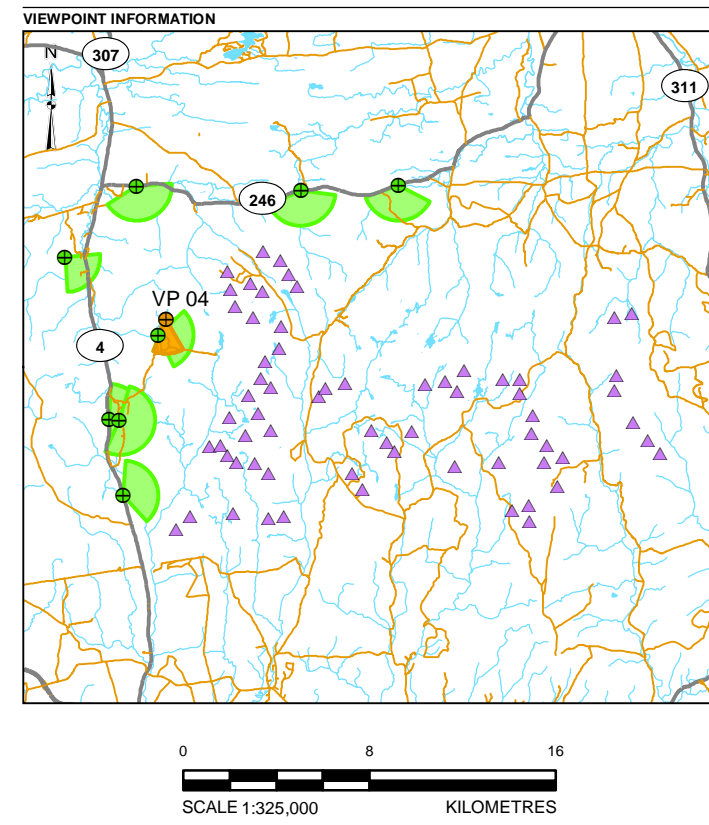 VIEWPOINT INFORMATION
N
307
311
246
VP 04
4
0 8 16
SCALE 1:325,000 KILOMETRES